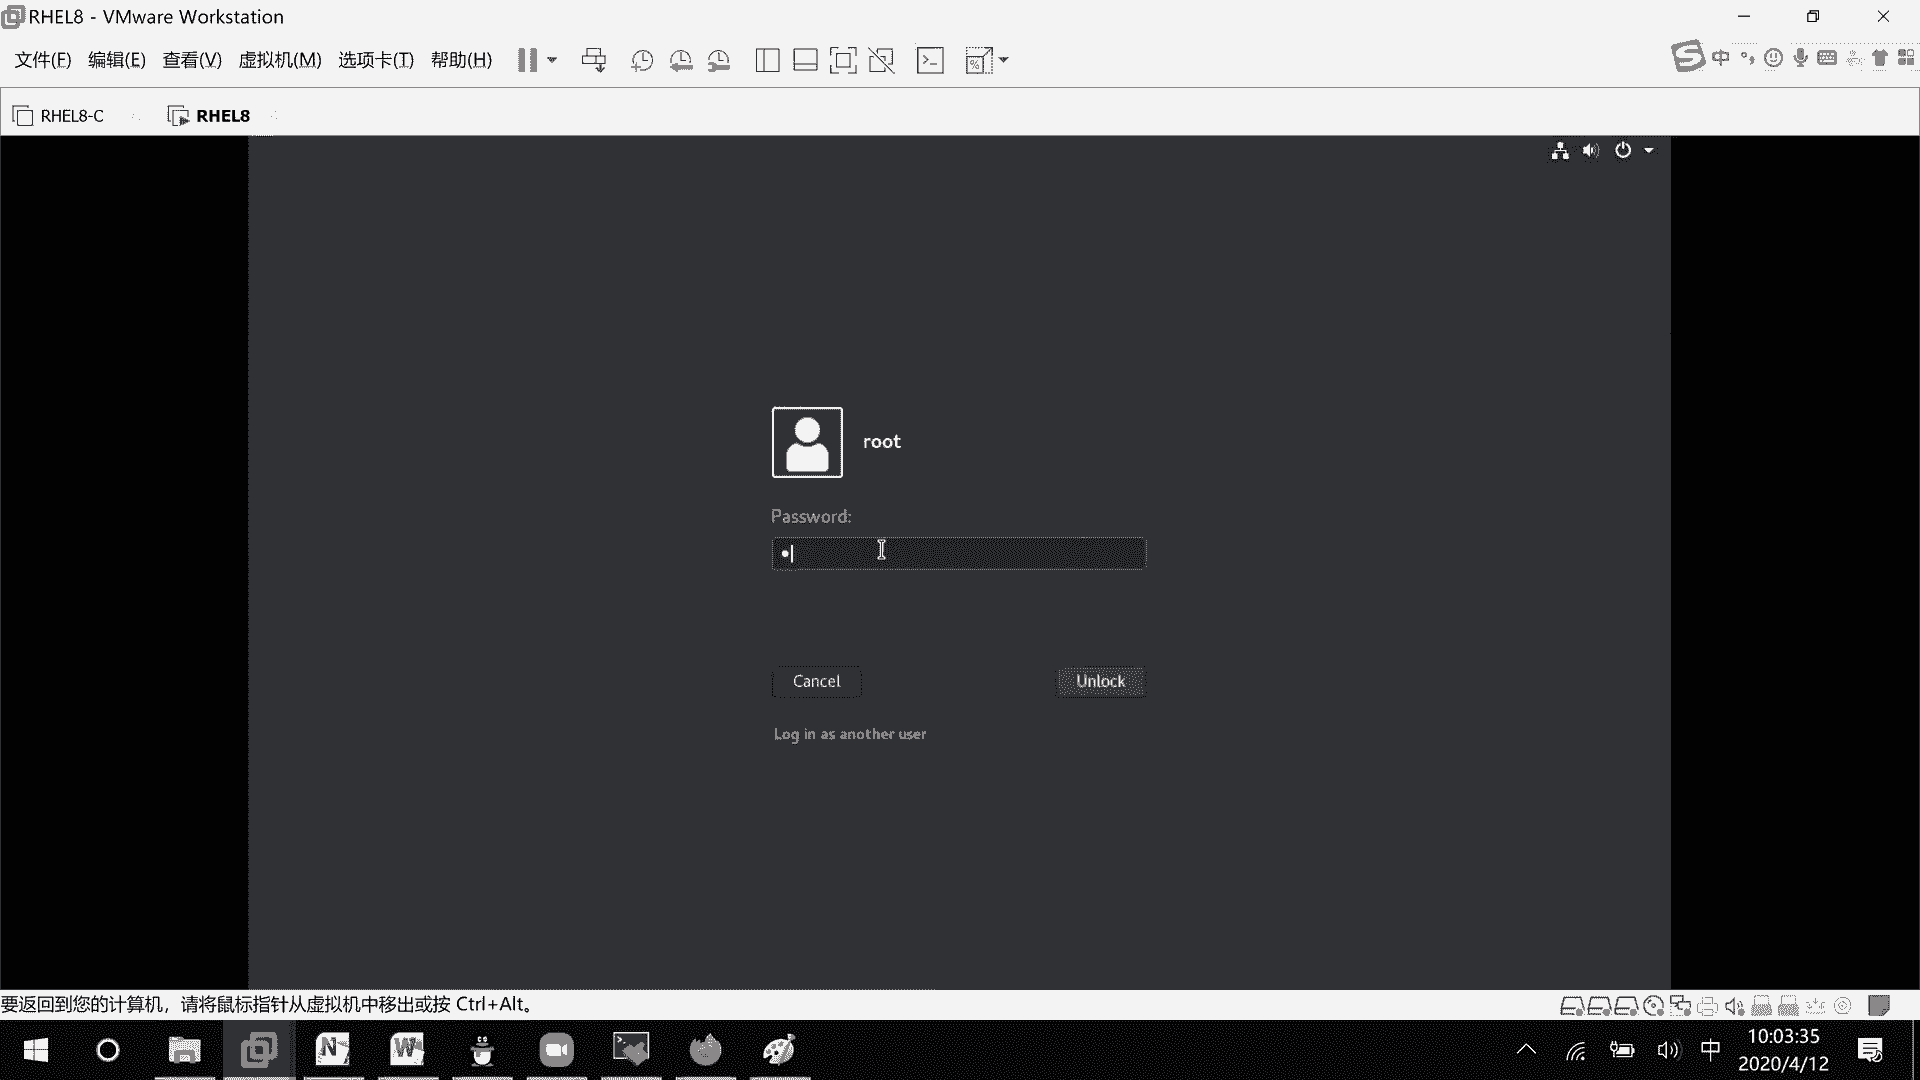 RHEL8 - VMware Workstation
文件(F) 编辑(E) 查看(V) 虚拟机(M) 选项卡(T) 帮助(H)
中
RHEL8-C RHEL8
root
Password:
Cancel Unlock
Log in as another user
要返回到您的计算机，请将鼠标指针从虚拟机中移出或按 Ctrl+Alt。
中 10:03:35
2020/4/12